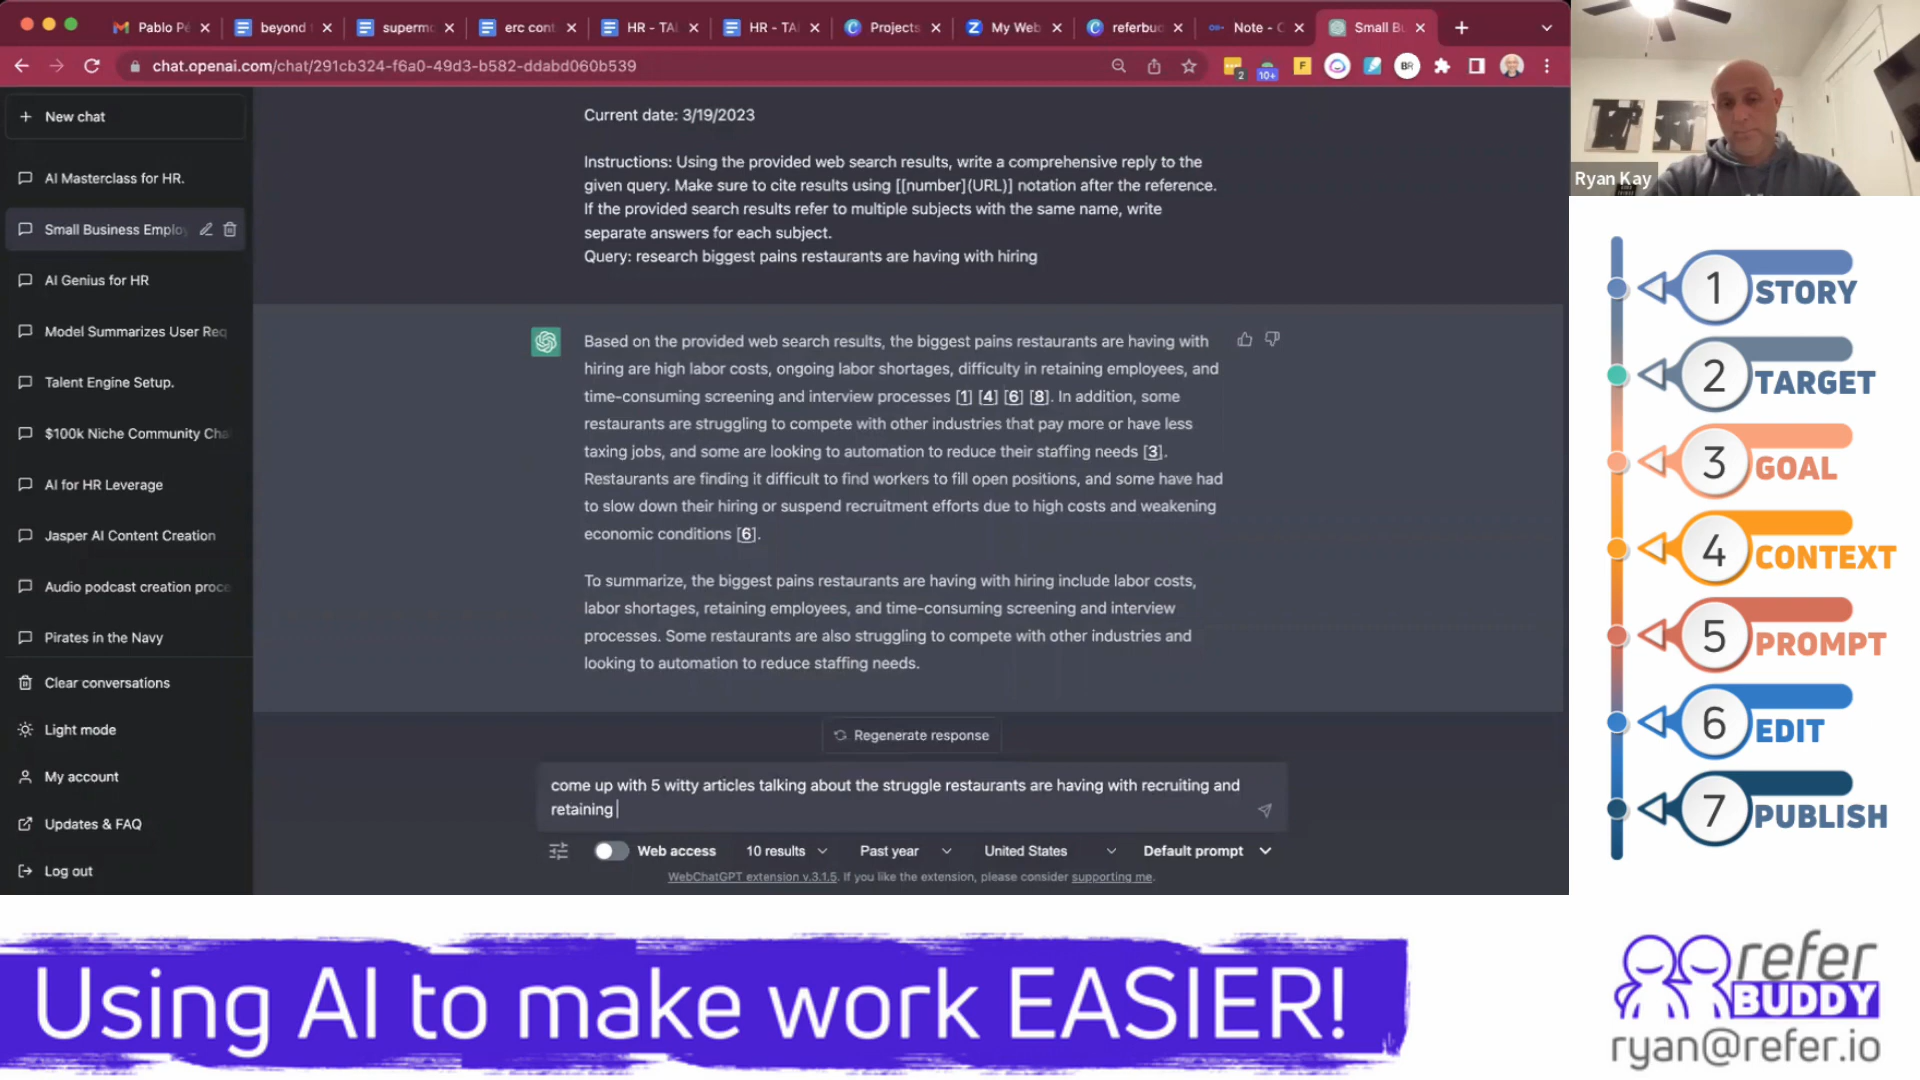 Pablo Pe
beyond
supermo
erc cont
HR - TAL
HR - TAL
Projects
My Web
referbud
Note - C
Small Bu
chat.openai.com/chat/291cb324-f6a0-49d3-b582-ddabd060b539
2
10+
F
BR
New chat
AI Masterclass for HR.
Small Business Employ
AI Genius for HR
Model Summarizes User Req
Talent Engine Setup.
$100k Niche Community Cha
AI for HR Leverage
Jasper AI Content Creation
Audio podcast creation proce
Pirates in the Navy
Clear conversations
Light mode
My account
Updates & FAQ
Log out
Current date: 3/19/2023
Instructions: Using the provided web search results, write a comprehensive reply to the
given query. Make sure to cite results using [[number](URL)] notation after the reference.
If the provided search results refer to multiple subjects with the same name, write
separate answers for each subject.
Query: research biggest pains restaurants are having with hiring
Based on the provided web search results, the biggest pains restaurants are having with
hiring are high labor costs, ongoing labor shortages, difficulty in retaining employees, and
time-consuming screening and interview processes [1] [4] [6] [8]. In addition, some
restaurants are struggling to compete with other industries that pay more or have less
taxing jobs, and some are looking to automation to reduce their staffing needs [3].
Restaurants are finding it difficult to find workers to fill open positions, and some have had
to slow down their hiring or suspend recruitment efforts due to high costs and weakening
economic conditions [6].
To summarize, the biggest pains restaurants are having with hiring include labor costs,
labor shortages, retaining employees, and time-consuming screening and interview
processes. Some restaurants are also struggling to compete with other industries and
looking to automation to reduce staffing needs.
Regenerate response
come up with 5 witty articles talking about the struggle restaurants are having with recruiting and
retaining
Web access
10 results
Past year
United States
Default prompt
WebChatGPT extension v.3.1.5. If you like the extension, please consider supporting me.
Ryan Kay
1 STORY
2 TARGET
3 GOAL
4 CONTEXT
5 PROMPT
6 EDIT
7 PUBLISH
Using AI to make work EASIER!
refer
BUDDY
ryan@refer.io